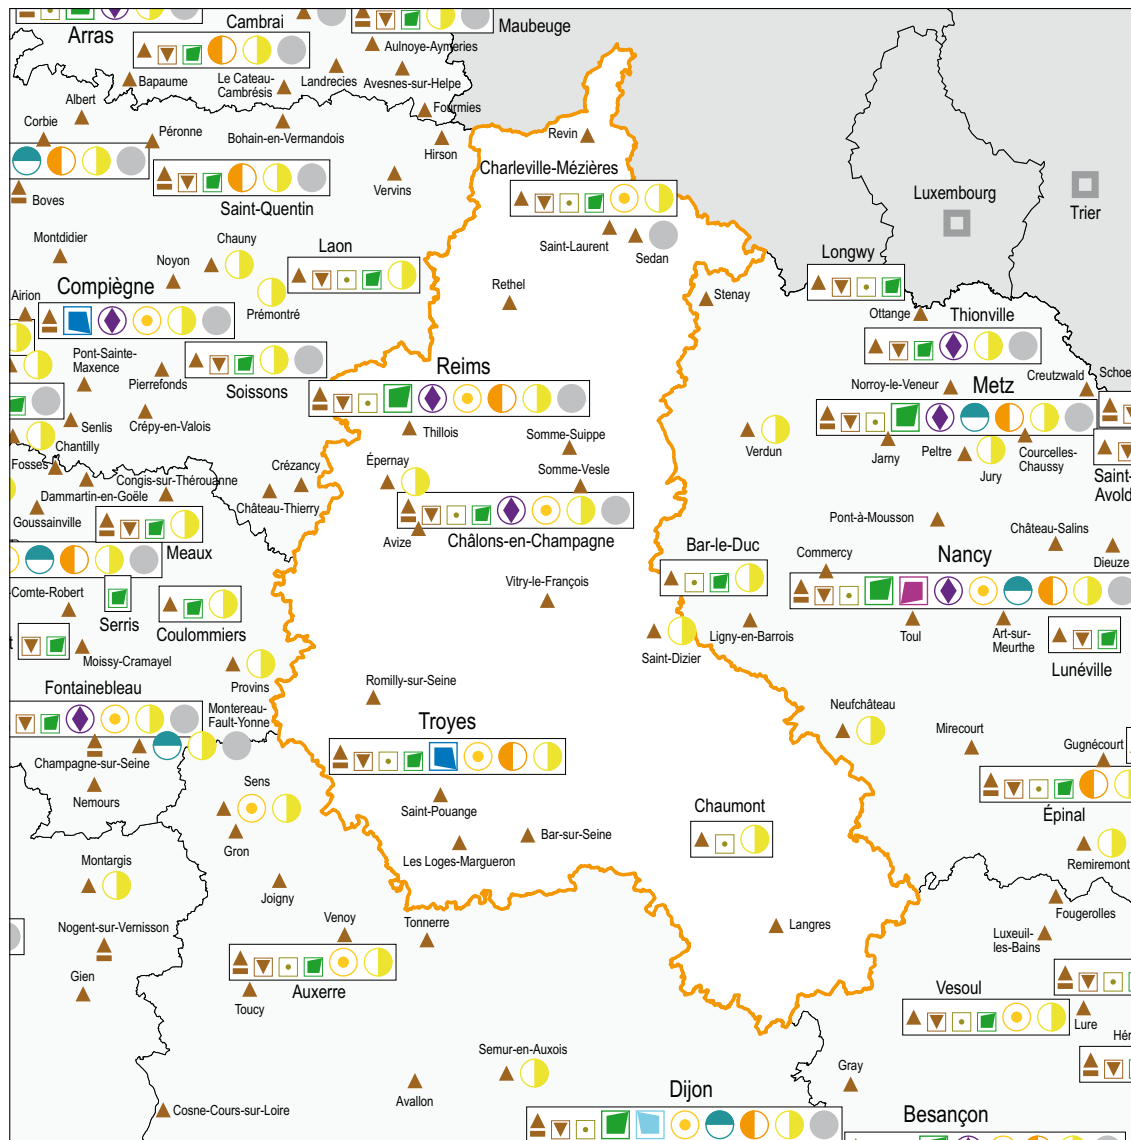 Arras
Cambrai
Maubeuge
Aulnoye-Aymeries
Bapaume
Le Cateau-
Cambrésis
Landrecies
Avesnes-sur-Helpe
Albert
Fourmies
Corbie
Péronne
Bohain-en-Vermandois
Hirson
Revin
Charleville-Mézières
Vervins
Boves
Saint-Quentin
Luxembourg
Trier
Montdidier
Chauny
Laon
Saint-Laurent
Sedan
Longwy
Noyon
Airion
Compiègne
Prémontré
Rethel
Stenay
Ottange
Thionville
Pont-Sainte-
Maxence
Pierrefonds
Soissons
Reims
Norroy-le-Veneur
Metz
Creutzwald
Schoe
Senlis
Crépy-en-Valois
Thillois
Somme-Suippe
Verdun
Jarny
Peltre
Courcelles-
Chaussy
Chantilly
Fosses
Congis-sur-Thérouanne
Crézancy
Épernay
Somme-Vesle
Jury
Saint-
Avold
Dammartin-en-Goële
Château-Thierry
Goussainville
Meaux
Avize
Châlons-en-Champagne
Bar-le-Duc
Pont-à-Mousson
Château-Salins
Commercy
Nancy
Dieuze
-Comte-Robert
Serris
Coulommiers
Vitry-le-François
Ligny-en-Barrois
Toul
Art-sur-
Meurthe
t
Moissy-Cramayel
Saint-Dizier
Lunéville
Provins
Fontainebleau
Montereau-
Fault-Yonne
Romilly-sur-Seine
Neufchâteau
Troyes
Mirecourt
Gugnécourt
Champagne-sur-Seine
Nemours
Sens
Saint-Pouange
Chaumont
Épinal
Gron
Les Loges-Margueron
Bar-sur-Seine
Remiremont
Montargis
Joigny
Fougerolles
Nogent-sur-Vernisson
Venoy
Tonnerre
Langres
Luxeuil-
les-Bains
Gien
Auxerre
Vesoul
Toucy
Lure
Hér
Semur-en-Auxois
Gray
Avallon
Dijon
Cosne-Cours-sur-Loire
Besançon